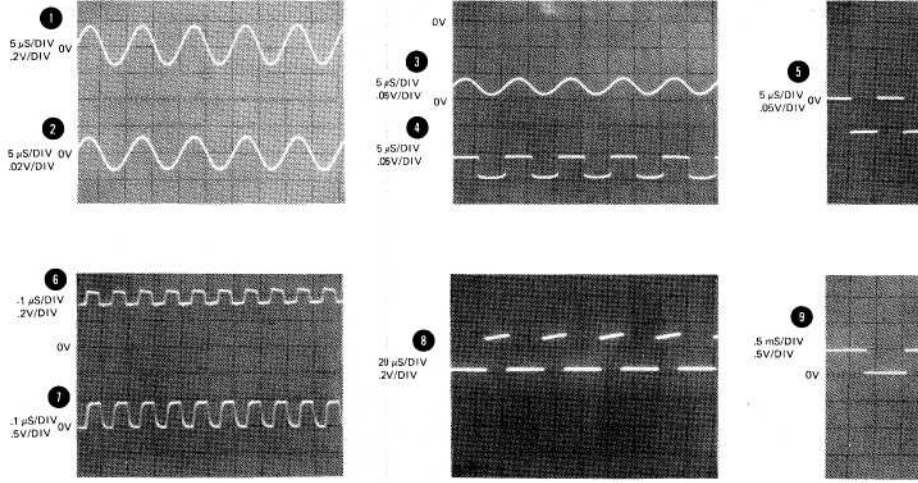 1
5 µS/DIV
.2V/DIV
0V
2
5 µS/DIV
.02V/DIV
0V
0V
3
5 µS/DIV
.05V/DIV
0V
4
5 µS/DIV
.05V/DIV
5
5 µS/DIV
.05V/DIV
0V
6
.1 µS/DIV
.2V/DIV
0V
7
.1 µS/DIV
.5V/DIV
0V
8
20 µS/DIV
.2V/DIV
9
.5 mS/DIV
.5V/DIV
0V